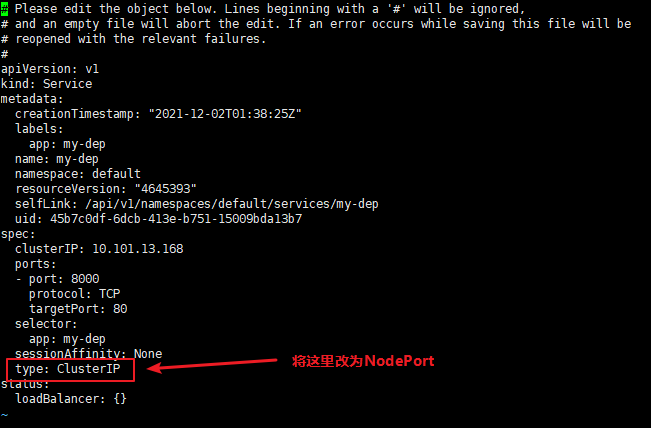 # Please edit the object below. Lines beginning with a '#' will be ignored,
# and an empty file will abort the edit. If an error occurs while saving this file will be
# reopened with the relevant failures.
#
apiVersion: v1
kind: Service
metadata:
  creationTimestamp: "2021-12-02T01:38:25Z"
  labels:
    app: my-dep
  name: my-dep
  namespace: default
  resourceVersion: "4645393"
  selfLink: /api/v1/namespaces/default/services/my-dep
  uid: 45b7c0df-6dcb-413e-b751-15009bda13b7
spec:
  clusterIP: 10.101.13.168
  ports:
  - port: 8000
    protocol: TCP
    targetPort: 80
  selector:
    app: my-dep
  sessionAffinity: None
  type: ClusterIP
将这里改为NodePort
status:
  loadBalancer: {}
~